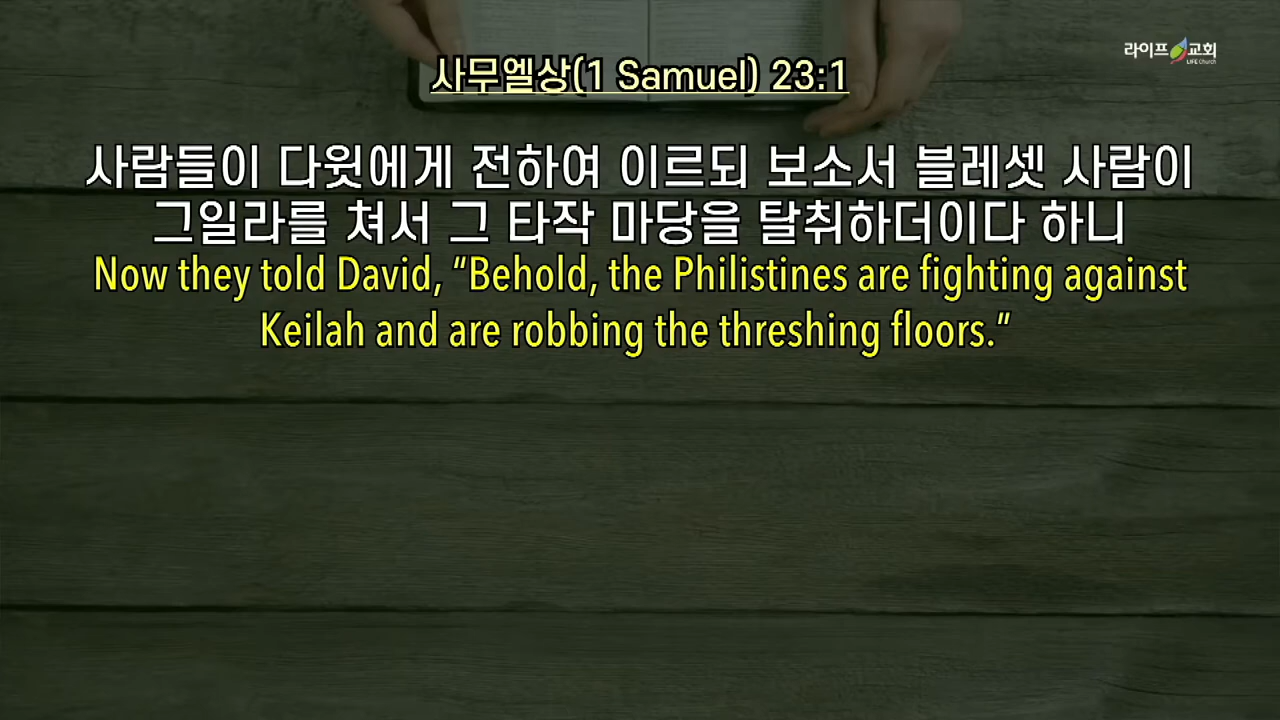 라이프 교회
LIFE Church
사무엘상(1 Samuel) 23:1
사람들이 다윗에게 전하여 이르되 보소서 블레셋 사람이
그일라를 쳐서 그 타작 마당을 탈취하더이다 하니
Now they told David, “Behold, the Philistines are fighting against
Keilah and are robbing the threshing floors.”